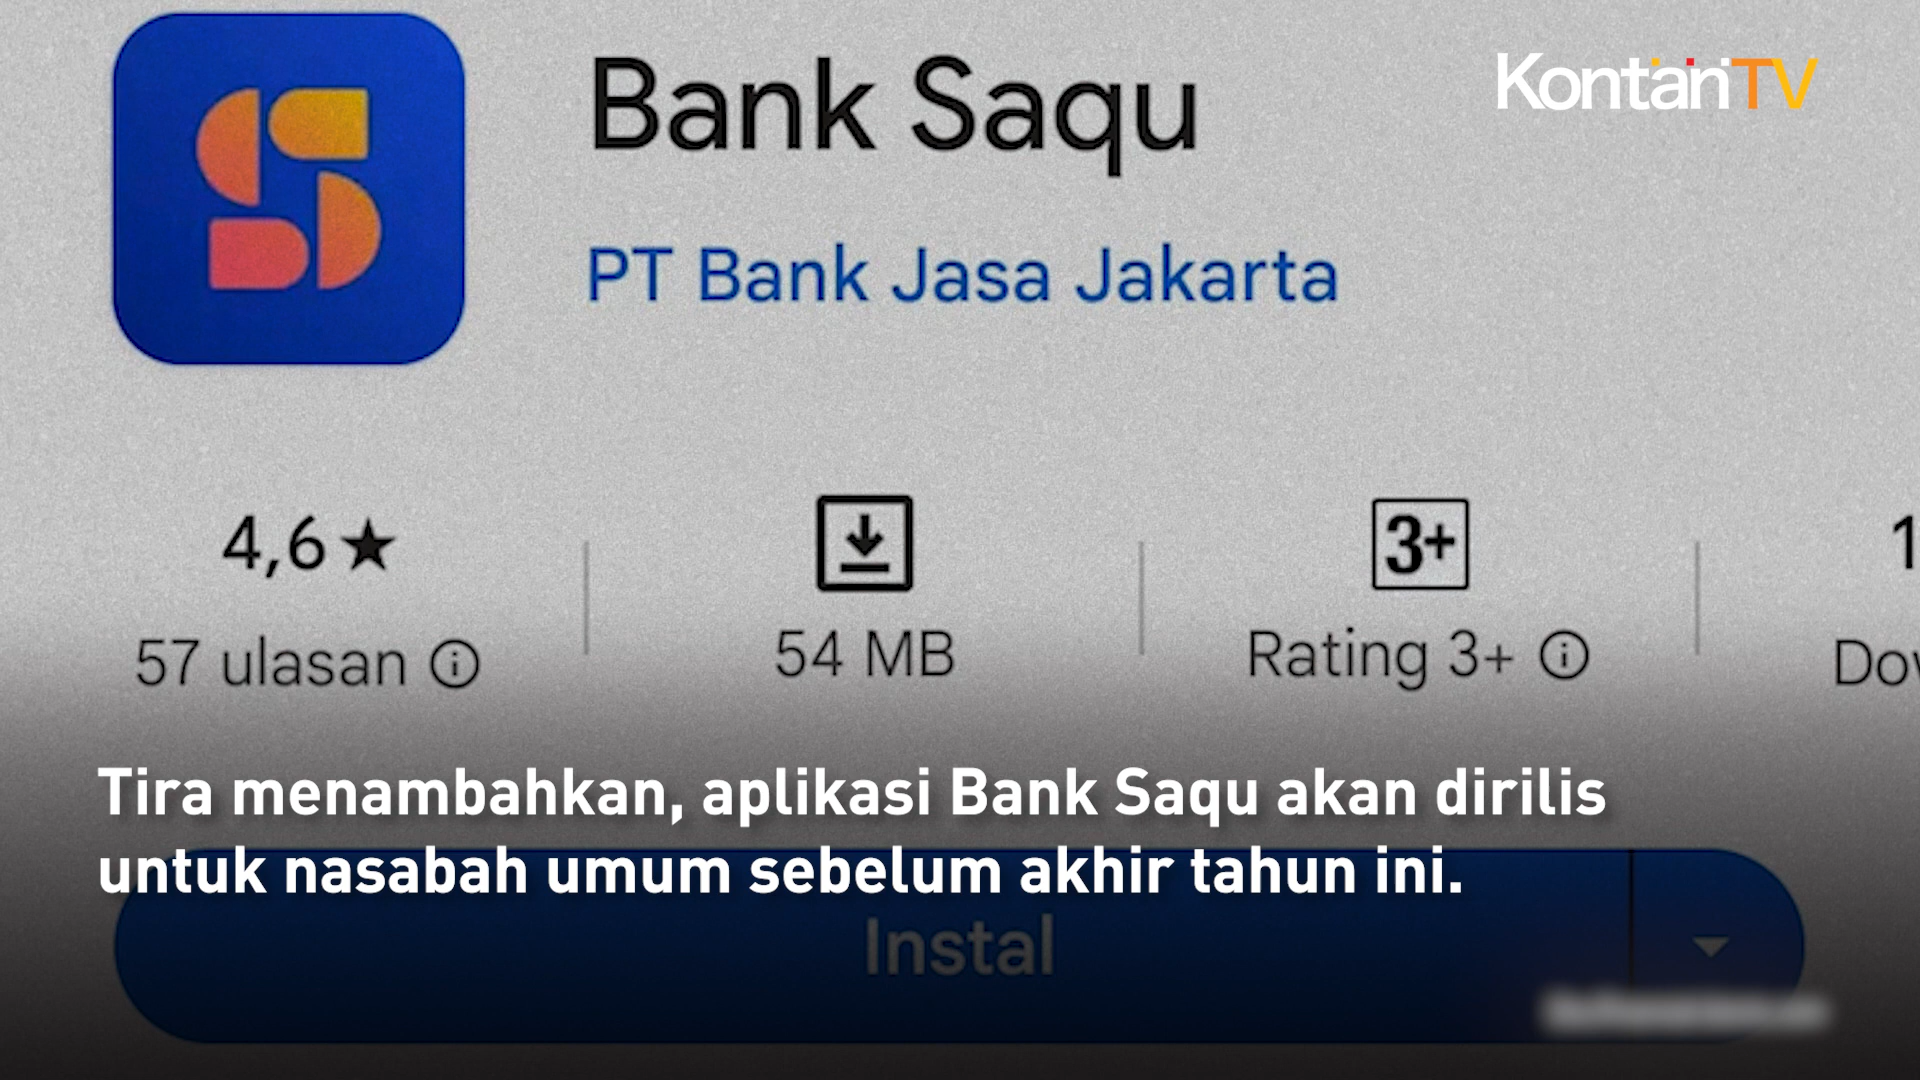 Bank Saqu
KontanTV
PT Bank Jasa Jakarta
4,6★
3+
1
57 ulasan
54 MB
Rating 3+
Tira menambahkan, aplikasi Bank Saqu akan dirilis
untuk nasabah umum sebelum akhir tahun ini.
Instal